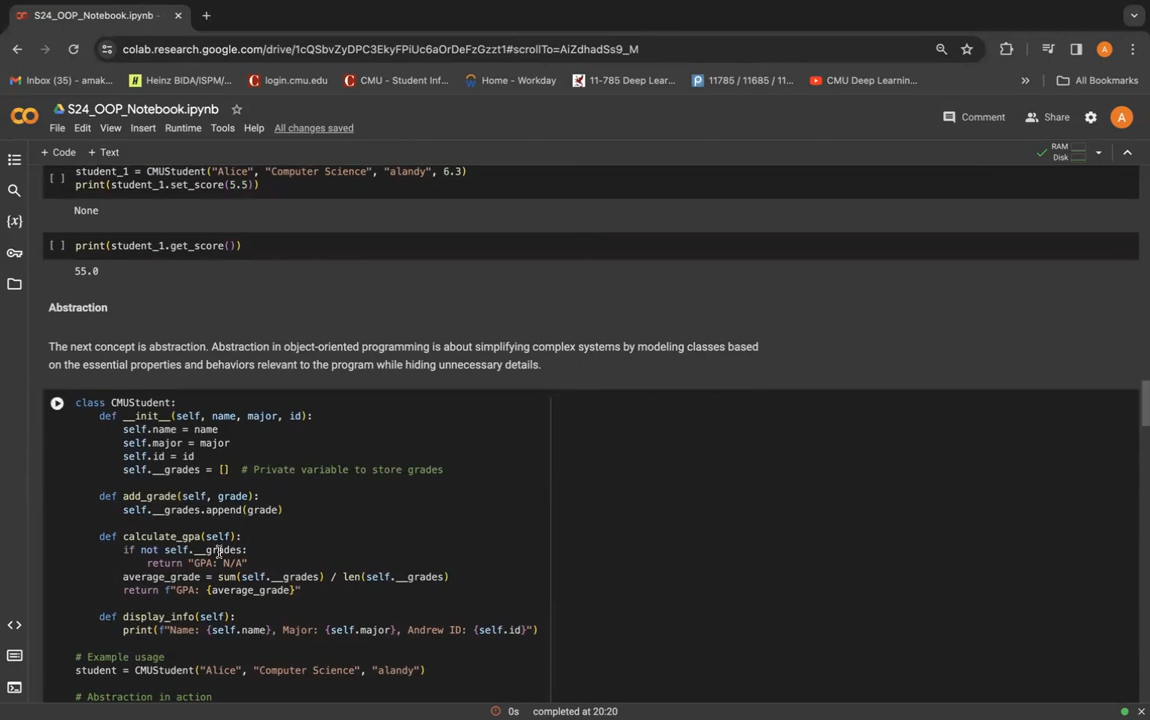 S24_OOP_Notebook.ipynb -
colab.research.google.com/drive/1cQSbvZyDPC3EkyFPiUc6aOrDeFzGzzt1#scrollTo=AiZdhadSs9_M
A
Inbox (35) - amak...
Heinz BIDA/ISPM/...
login.cmu.edu
CMU - Student Inf...
Home - Workday
11-785 Deep Lear...
11785 / 11685 / 11...
CMU Deep Learnin...
»
All Bookmarks
S24_OOP_Notebook.ipynb
File Edit View Insert Runtime Tools Help All changes saved
Comment
Share
A
+ Code + Text
RAM
Disk
student_1 = CMUStudent("Alice", "Computer Science", "alandy", 6.3)
[ ] print(student_1.set_score(5.5))
None
[ ] print(student_1.get_score())
55.0
Abstraction
The next concept is abstraction. Abstraction in object-oriented programming is about simplifying complex systems by modeling classes based
on the essential properties and behaviors relevant to the program while hiding unnecessary details.
class CMUStudent:
def __init__(self, name, major, id):
self.name = name
self.major = major
self.id = id
self.__grades = [] # Private variable to store grades
def add_grade(self, grade):
self.__grades.append(grade)
def calculate_gpa(self):
if not self.__grades:
return "GPA: N/A"
average_grade = sum(self.__grades) / len(self.__grades)
return f"GPA: {average_grade}"
def display_info(self):
print(f"Name: {self.name}, Major: {self.major}, Andrew ID: {self.id}")
# Example usage
student = CMUStudent("Alice", "Computer Science", "alandy")
# Abstraction in action
0s completed at 20:20